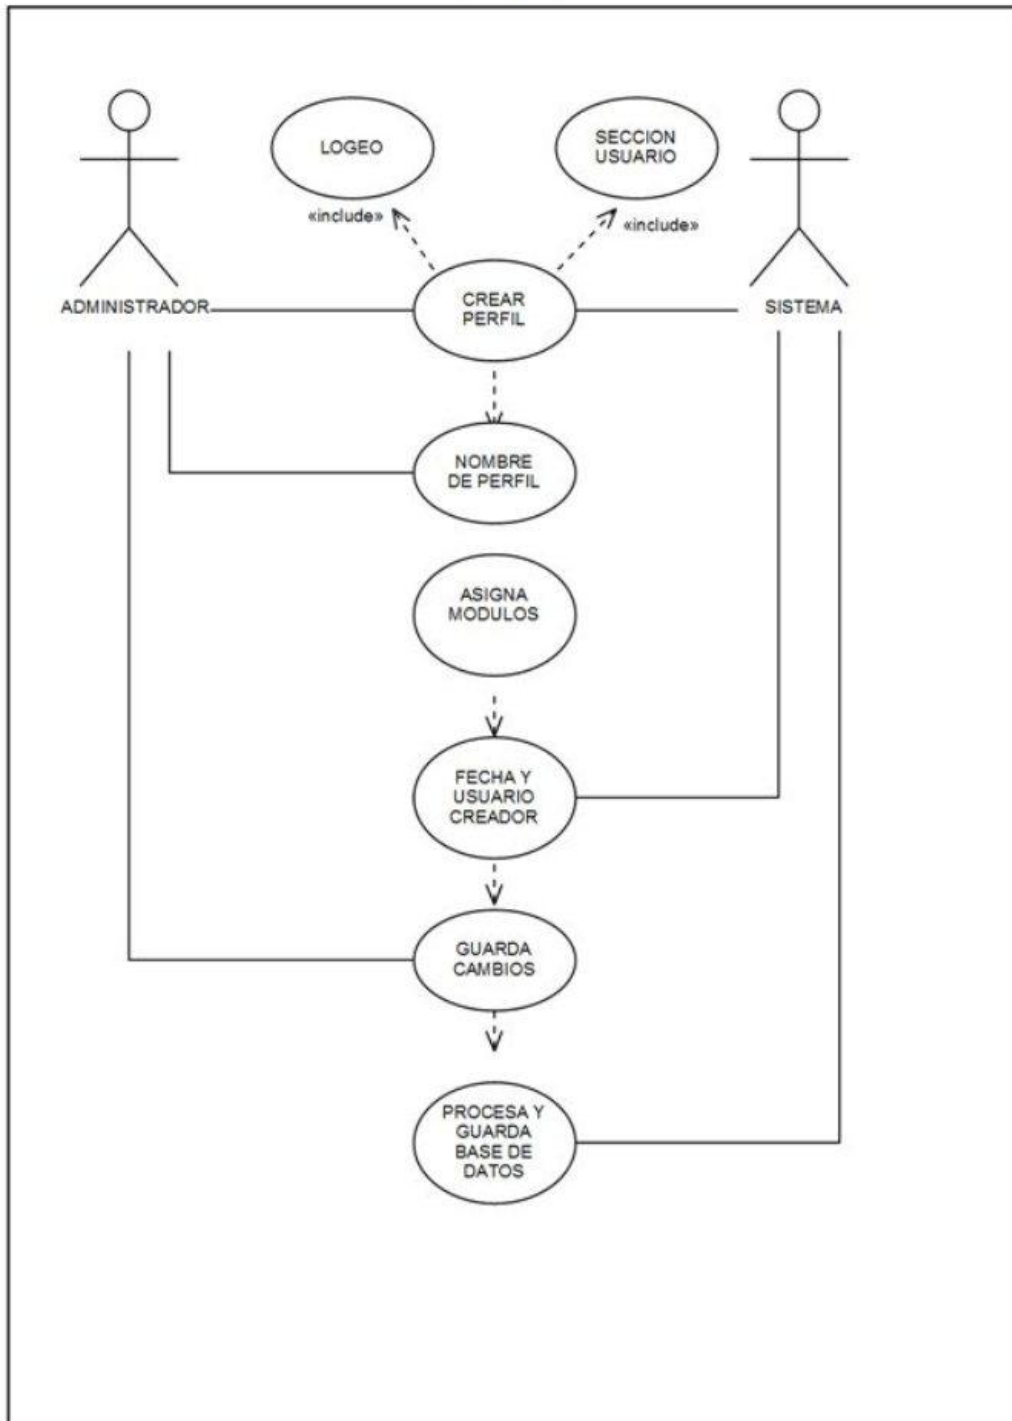 LOGEO
SECCION
USUARIO
«include»
«include»
CREAR
PERFIL
ADMINISTRADOR
SISTEMA
NOMBRE
DE PERFIL
ASIGNA
MODULOS
FECHA Y
USUARIO
CREADOR
GUARDA
CAMBIOS
PROCESA Y
GUARDA
BASE DE
DATOS